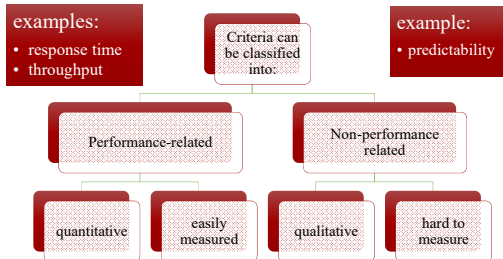 examples:
• response time
• throughput
Criteria can
be classified
into:
example:
• predictability
Performance-related
Non-performance
related
quantitative
easily
measured
qualitative
hard to
measure